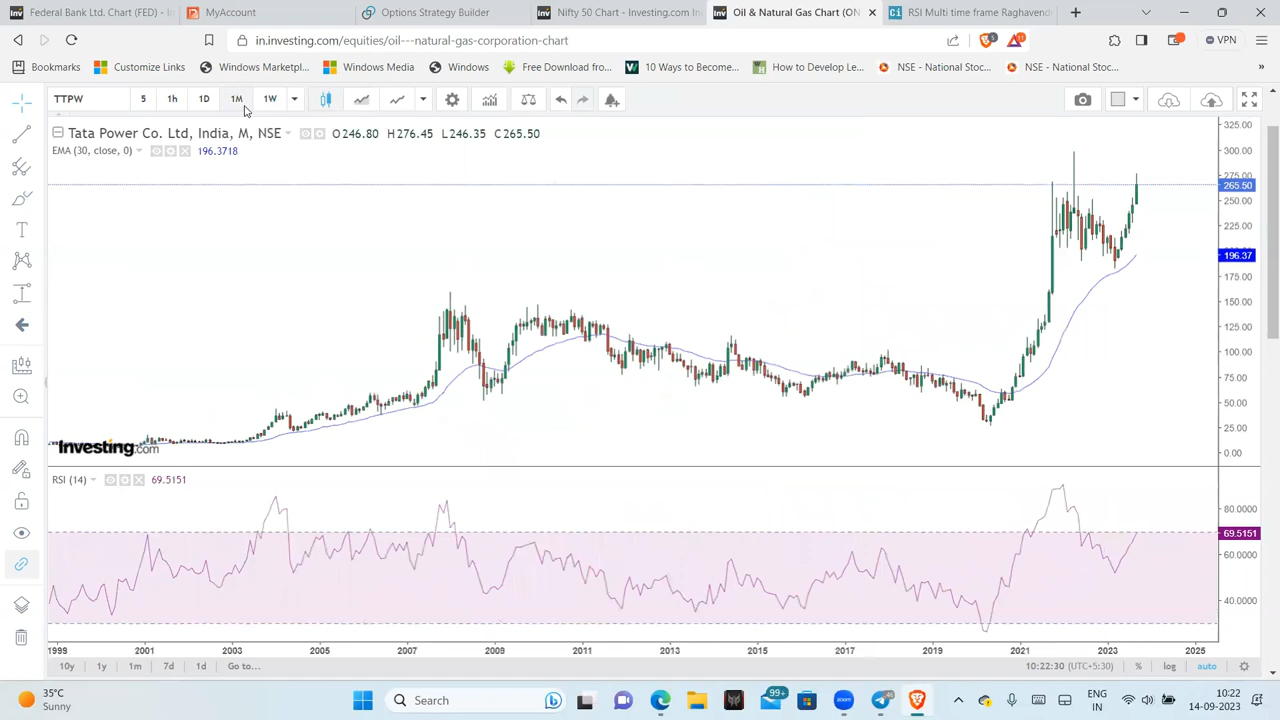 Federal Bank Ltd. Chart (FED) - In
MyAccount
Options Strategy Builder
Nifty 50 Chart - Investing.com In
Oil & Natural Gas Chart (ON
RSI Multi time frame Raghavendr
in.investing.com/equities/oil---natural-gas-corporation-chart
5
11
VPN
Bookmarks
Customize Links
Windows Marketpl...
Windows Media
Windows
Free Download from...
10 Ways to Become...
How to Develop Le...
NSE - National Stoc...
NSE - National Stoc...
»
TTPW
5
1h
1D
1M
1W
Tata Power Co. Ltd, India, M, NSE
O246.80 H276.45 L246.35 C265.50
EMA (30, close, 0)
196.3718
325.00
300.00
275.00
265.50
250.00
225.00
196.37
175.00
150.00
125.00
100.00
75.00
50.00
25.00
0.00
Investing.com
RSI (14)
69.5151
80.0000
69.5151
60.0000
40.0000
1999
2001
2003
2005
2007
2009
2011
2013
2015
2017
2019
2021
2023
2025
10y
1y
1m
7d
1d
Go to...
10:22:30 (UTC+5:30)
%
log
auto
35°C
Sunny
Search
99+
ENG
IN
10:22
14-09-2023